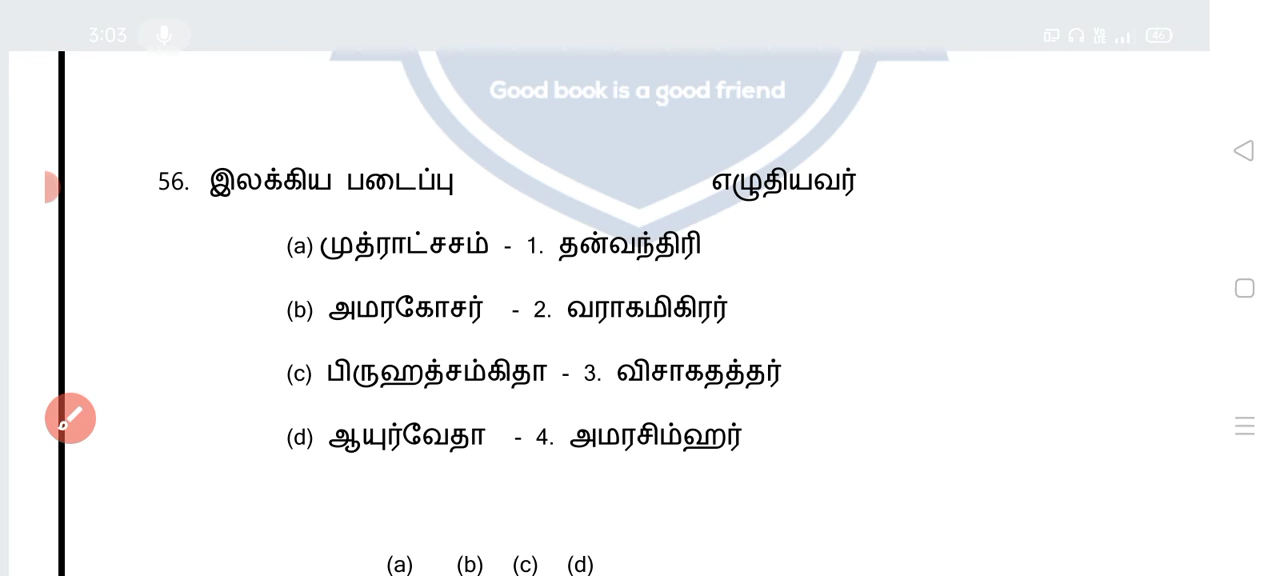 3:03 46
Good book is a good friend
56. இலக்கிய படைப்பு எழுதியவர்
(a) முத்ராட்சசம் - 1. தன்வந்திரி
(b) அமரகோசர் - 2. வராகமிகிரர்
(c) பிருஹத்சம்கிதா - 3. விசாகதத்தர்
(d) ஆயுர்வேதா - 4. அமரசிம்ஹர்
(a) (b) (c) (d)